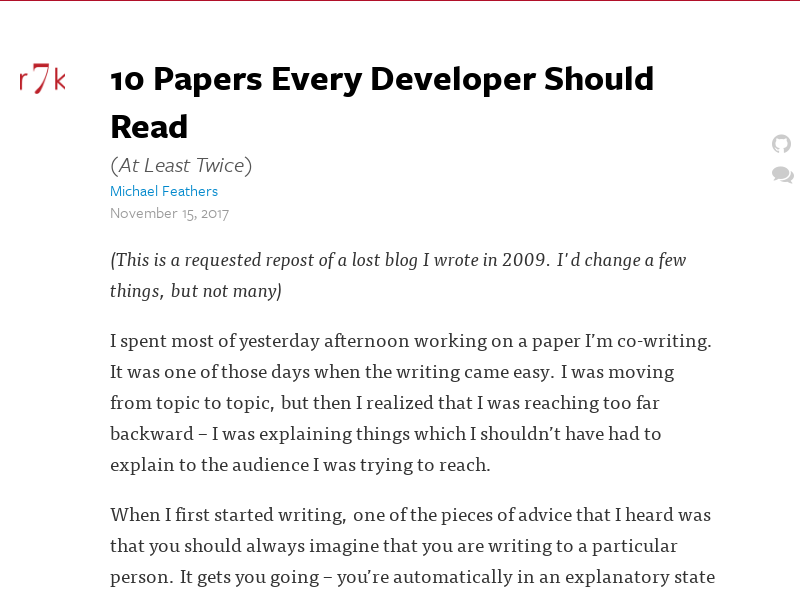 r7k
10 Papers Every Developer Should
Read
(At Least Twice)
Michael Feathers
November 15, 2017
(This is a requested repost of a lost blog I wrote in 2009. I'd change a few
things, but not many)
I spent most of yesterday afternoon working on a paper I’m co-writing.
It was one of those days when the writing came easy. I was moving
from topic to topic, but then I realized that I was reaching too far
backward – I was explaining things which I shouldn’t have had to
explain to the audience I was trying to reach.
When I first started writing, one of the pieces of advice that I heard was
that you should always imagine that you are writing to a particular
person. It gets you going – you’re automatically in an explanatory state